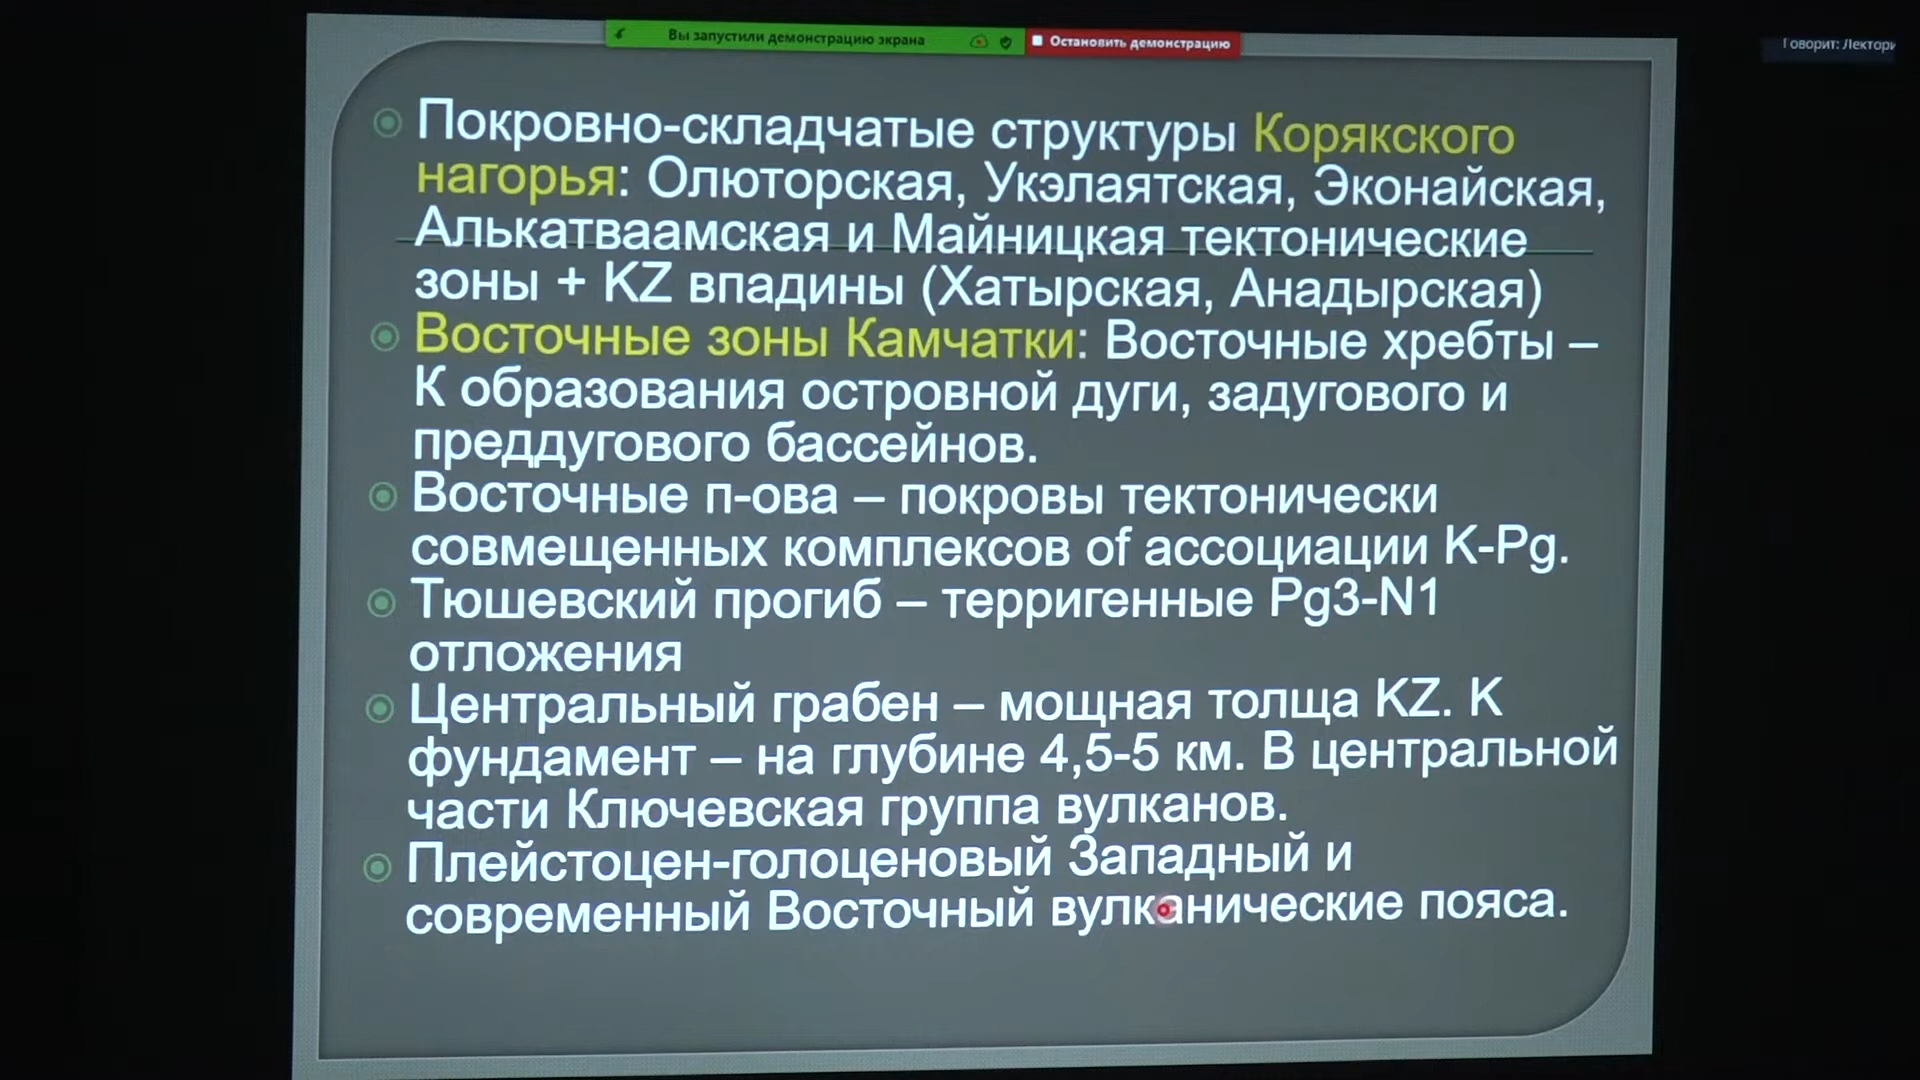 Вы запустили демонстрацию экрана
Остановить демонстрацию
Говорит: Лектори
Покровно-складчатые структуры Корякского
нагорья: Олюторская, Укэлаятская, Эконайская,
Алькатваамская и Майницкая тектонические
зоны + KZ впадины (Хатырская, Анадырская)
Восточные зоны Камчатки: Восточные хребты –
К образования островной дуги, задугового и
преддугового бассейнов.
Восточные п-ова – покровы тектонически
совмещенных комплексов of ассоциации K-Pg.
Тюшевский прогиб – терригенные Pg3-N1
отложения
Центральный грабен – мощная толща KZ. К
фундамент – на глубине 4,5-5 км. В центральной
части Ключевская группа вулканов.
Плейстоцен-голоценовый Западный и
современный Восточный вулканические пояса.